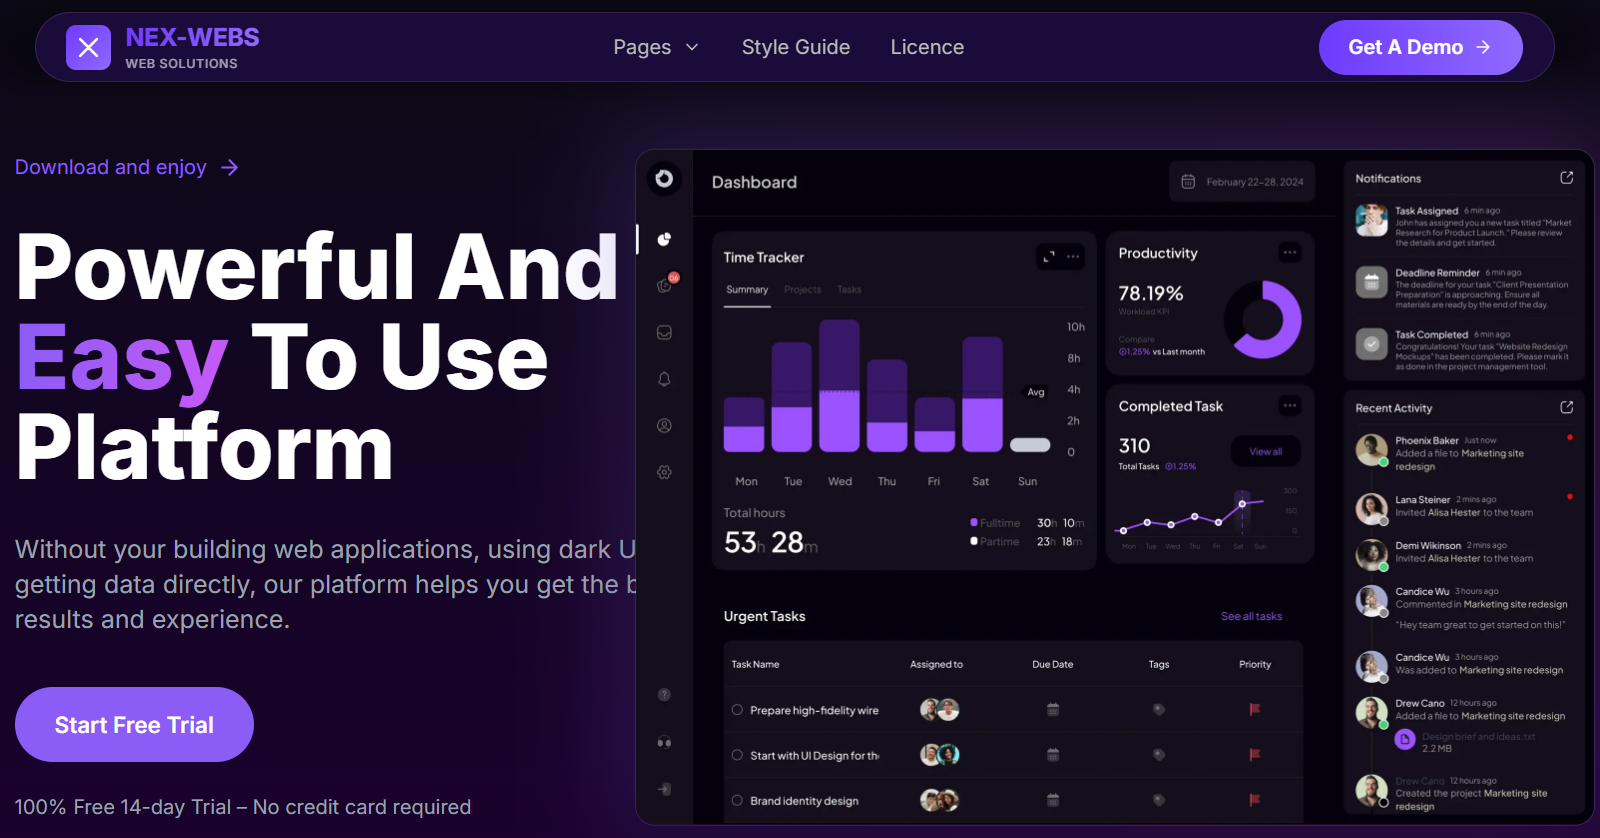 NEX-WEBS
WEB SOLUTIONS
Pages
Style Guide
Licence
Get A Demo
Download and enjoy
Powerful And
Easy To Use
Platform
Without your building web applications, using dark U
getting data directly, our platform helps you get the b
results and experience.
Start Free Trial
100% Free 14-day Trial – No credit card required
06
Dashboard
February 22-28, 2024
Time Tracker
Summary
Projects
Tasks
10h
8h
4h
2h
0
Avg
Mon Tue Wed Thu Fri Sat Sun
Total hours
53h 28m
Fulltime 30h 10m
Partime 23h 18m
Productivity
78.19%
Workload KPI
Compare
1.25% vs Last month
Completed Task
310
Total Tasks 1.25%
View all
300
150
0
Mon Tue Wed Thu Fri Sat Sun
Urgent Tasks
See all tasks
Task Name Assigned to Due Date Tags Priority
Prepare high-fidelity wire
Start with UI Design for th
Brand identity design
Notifications
Task Assigned 6 min ago
John has assigned you a new task titled "Market
Research for Product Launch." Please review
the details and get started.
Deadline Reminder 6 min ago
The deadline for your task "Client Presentation
Preparation" is approaching. Ensure all
materials are ready by the end of the day.
Task Completed 6 min ago
Congratulations! Your task "Website Redesign
Mockups" has been completed. Please mark it
as done in the project management tool.
Recent Activity
Phoenix Baker Just now
Added a file to Marketing site
redesign
Lana Steiner 2 mins ago
Invited Alisa Hester to the team
Demi Wikinson 2 mins ago
Invited Alisa Hester to the team
Candice Wu 3 hours ago
Commented in Marketing site redesign
"Hey team great to get started on this!"
Candice Wu 3 hours ago
Was added to Marketing site redesign
Drew Cano 12 hours ago
Added a file to Marketing site redesign
Design brief and ideas.txt
2.2 MB
Drew Cano 12 hours ago
Created the project Marketing site
redesign